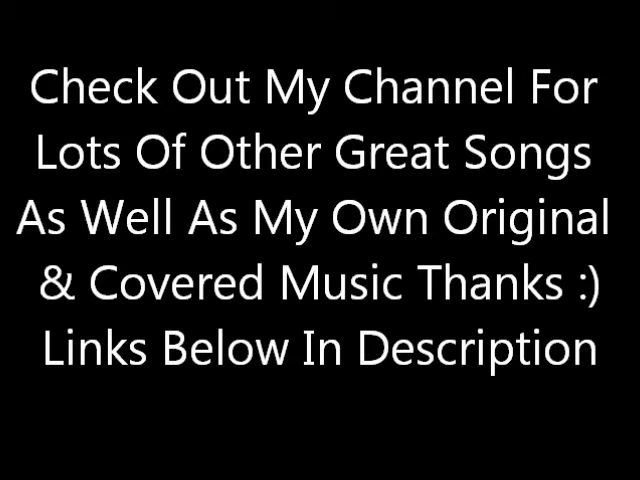 Check Out My Channel For
Lots Of Other Great Songs
As Well As My Own Original
& Covered Music Thanks :)
Links Below In Description